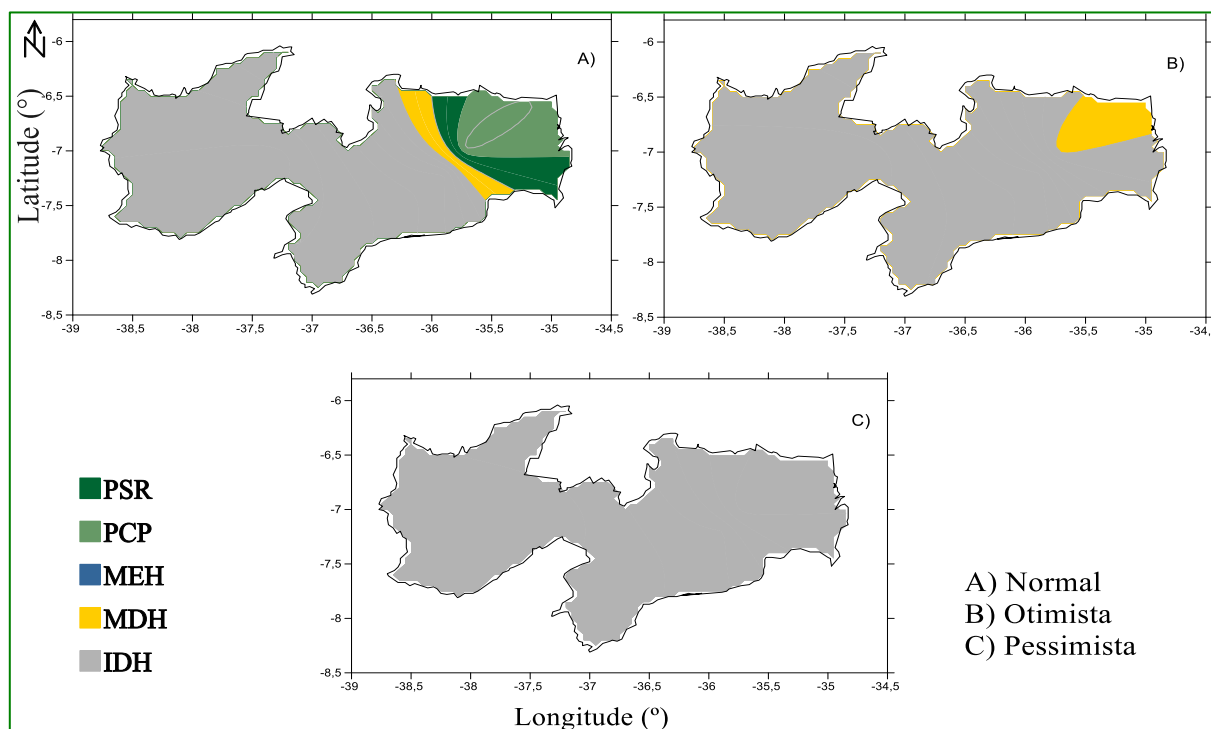 N
A)
-6
-6,5
-7
-7,5
-8
-8,5
Latitude (°)
-39 -38,5 -38 -37,5 -37 -36,5 -36 -35,5 -35 -34,5
B)
-6
-6,5
-7
-7,5
-8
-8,5
-39 -38,5 -38 -37,5 -37 -36,5 -36 -35,5 -35 -34,
C)
-6
-6,5
-7
-7,5
-8
-8,5
-39 -38,5 -38 -37,5 -37 -36,5 -36 -35,5 -35 -34,5
Longitude (º)
PSR
PCP
MEH
MDH
IDH
A) Normal
B) Otimista
C) Pessimista